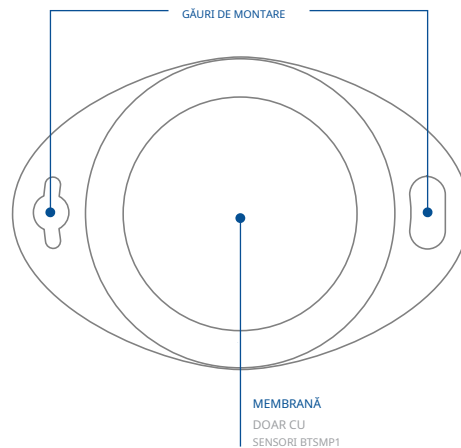 GĂURI DE MONTARE
MEMBRANĂ
DOAR CU
SENSORI BTSMP1